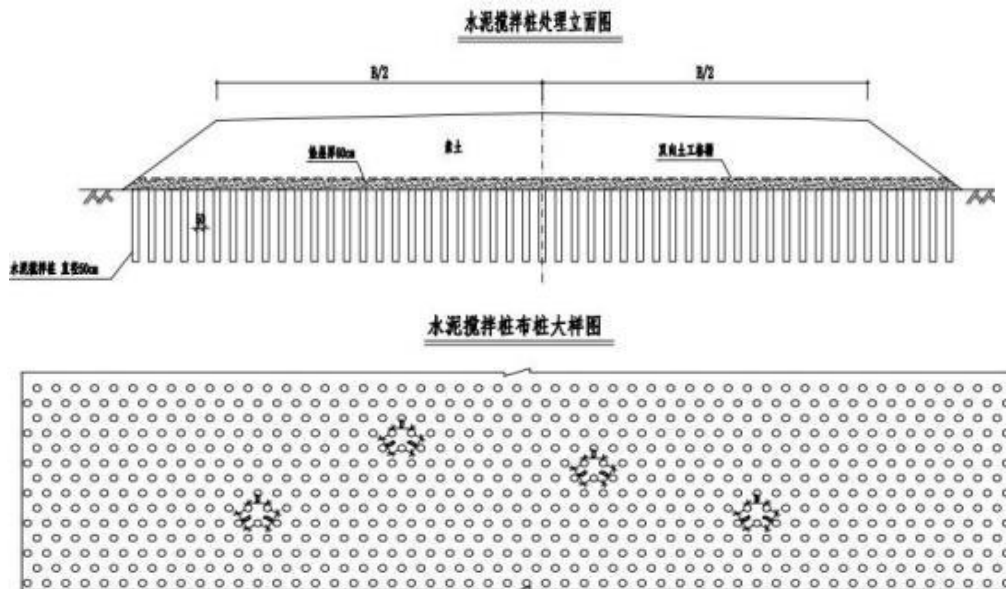 水泥搅拌桩处理立面图
B/2
B/2
填土
垫层厚60cm
双向土工格栅
水泥搅拌桩 直径50cm
水泥搅拌桩布桩大样图